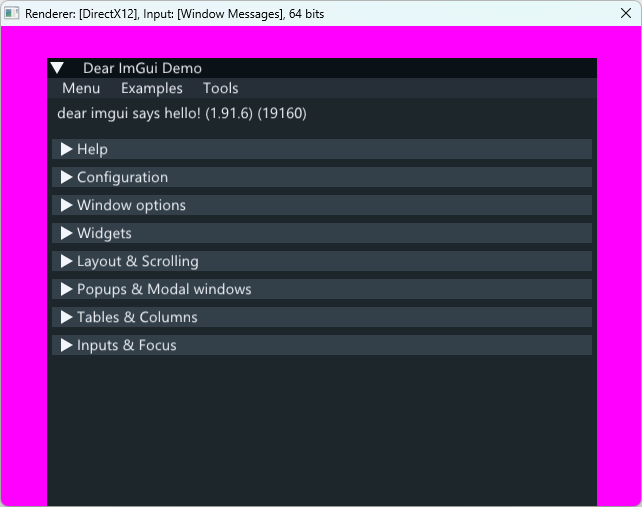 Renderer: [DirectX12], Input: [Window Messages], 64 bits
Dear ImGui Demo
Menu Examples Tools
dear imgui says hello! (1.91.6) (19160)
Help
Configuration
Window options
Widgets
Layout & Scrolling
Popups & Modal windows
Tables & Columns
Inputs & Focus